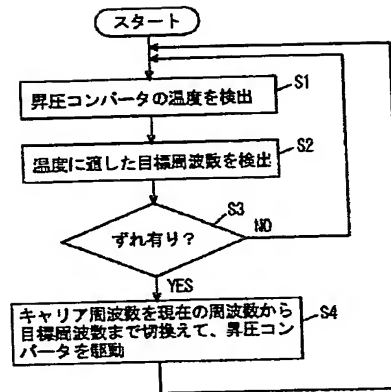 スタート
昇圧コンバータの温度を検出
S1
温度に適した目標周波数を検出
S2
ずれ有り？
S3
NO
YES
キャリア周波数を現在の周波数から
目標周波数まで切換えて、昇圧コン
バータを駆動
S4